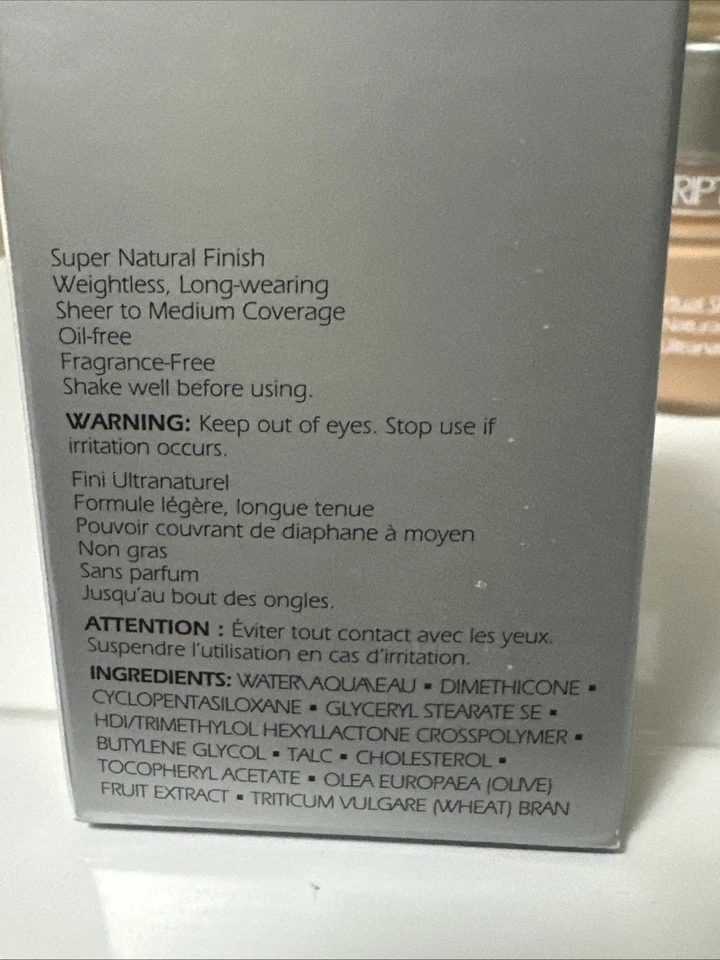 Super Natural Finish
Weightless, Long-wearing
Sheer to Medium Coverage
Oil-free
Fragrance-Free
Shake well before using.
WARNING: Keep out of eyes. Stop use if
irritation occurs.
Fini Ultranaturel
Formule légère, longue tenue
Pouvoir couvrant de diaphane à moyen
Non gras
Sans parfum
Jusqu'au bout des ongles.
ATTENTION : Éviter tout contact avec les yeux.
Suspendre l'utilisation en cas d'irritation.
INGREDIENTS: WATER\AQUA\EAU ▪ DIMETHICONE ▪
CYCLOPENTASILOXANE ▪ GLYCERYL STEARATE SE ▪
HDI/TRIMETHYLOL HEXYLLACTONE CROSSPOLYMER ▪
BUTYLENE GLYCOL ▪ TALC ▪ CHOLESTEROL ▪
TOCOPHERYL ACETATE ▪ OLEA EUROPAEA (OLIVE)
FRUIT EXTRACT ▪ TRITICUM VULGARE (WHEAT) BRAN
RIPT